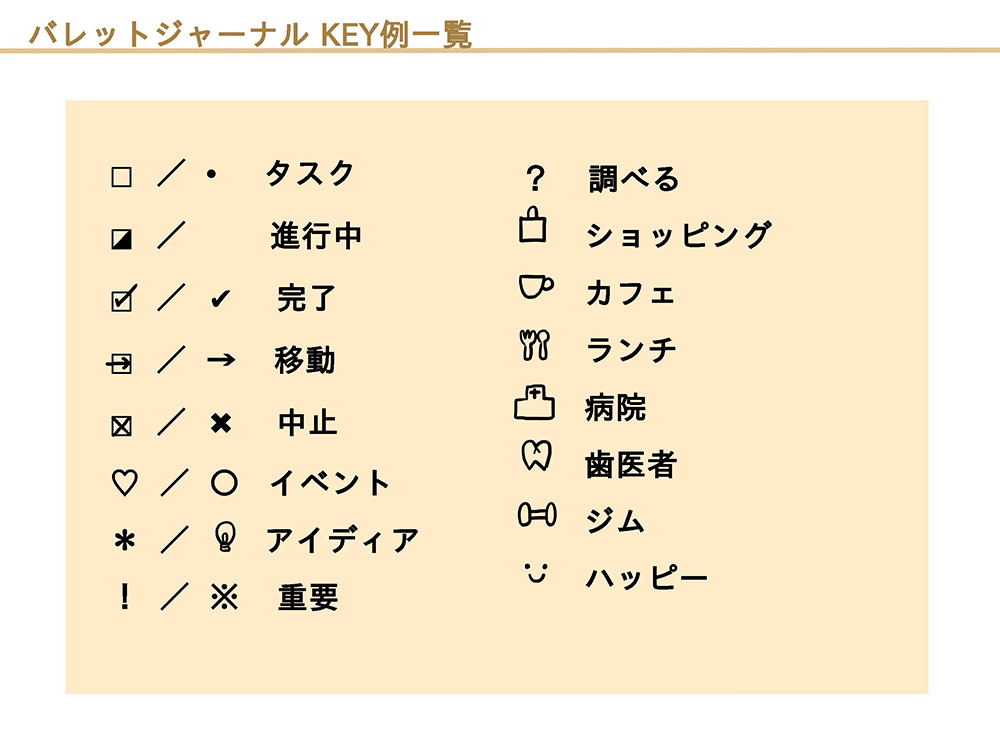 バレットジャーナル KEY例一覧
□ ／ ・ タスク
◪ ／ 進行中
☑ ／ ✔ 完了
／ → 移動
☒ ／ ✖ 中止
♡ ／ ○ イベント
* ／ アイディア
! ／ ※ 重要
? 調べる
ショッピング
カフェ
ランチ
病院
歯医者
ジム
ハッピー